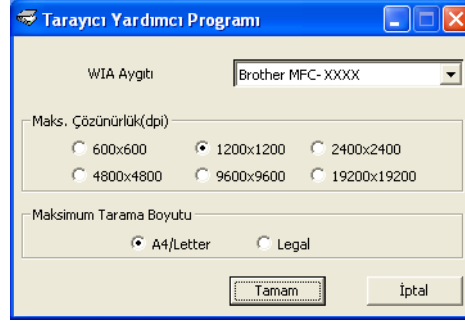 Tarayıcı Yardımcı Programı
WIA Aygıtı Brother MFC- XXXX
Maks. Çözünürlük(dpi)
600x600 1200x1200 2400x2400
4800x4800 9600x9600 19200x19200
Maksimum Tarama Boyutu
A4/Letter Legal
Tamam İptal